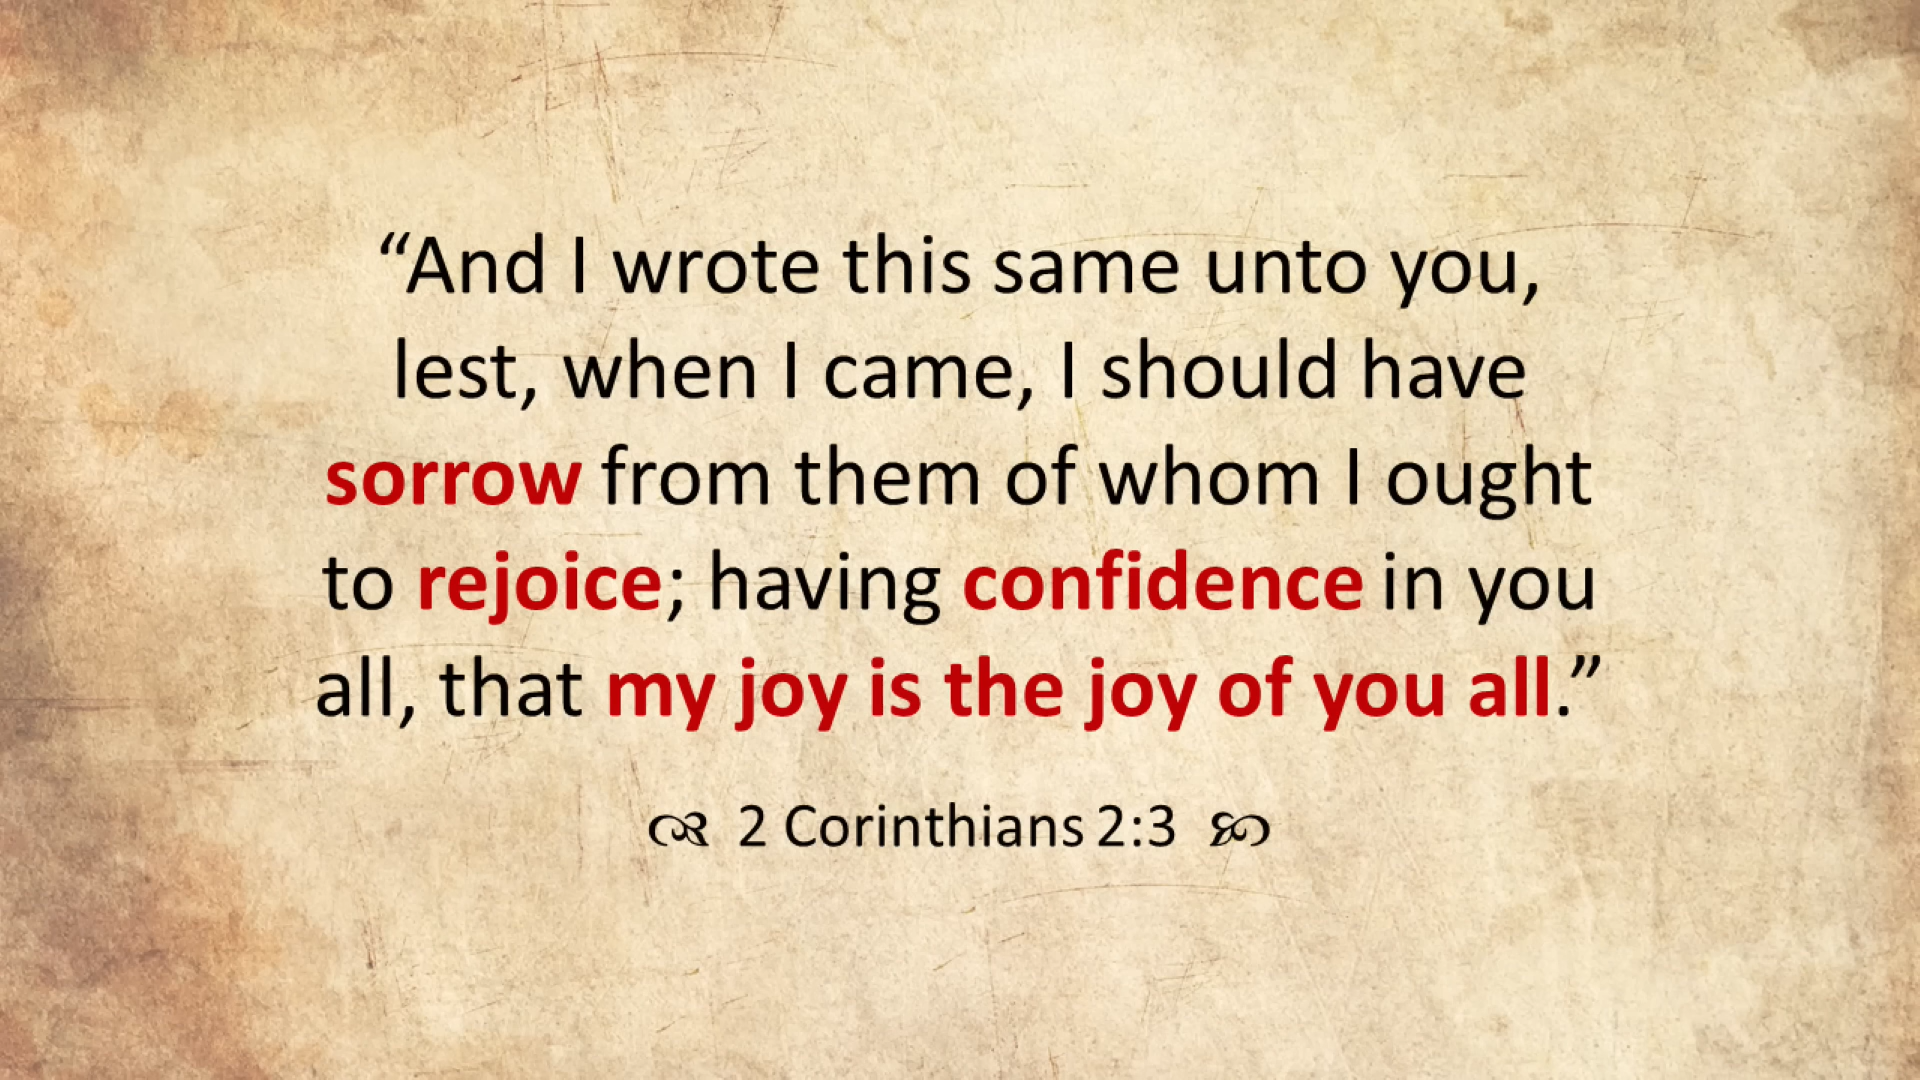 “And I wrote this same unto you,
lest, when I came, I should have
sorrow from them of whom I ought
to rejoice; having confidence in you
all, that my joy is the joy of you all.”
2 Corinthians 2:3